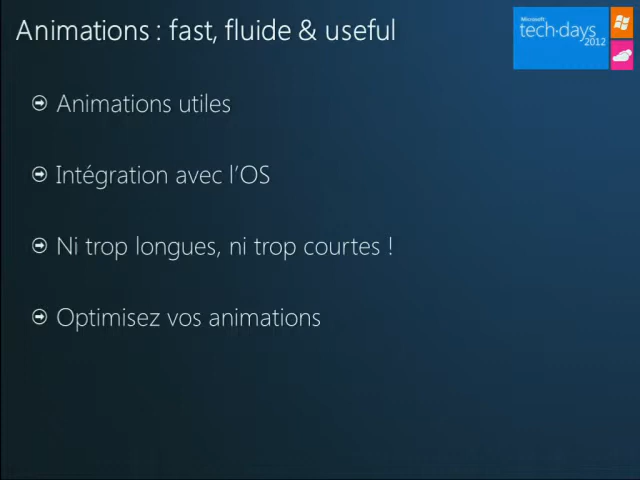 Animations : fast, fluide & useful
Microsoft
tech·days
2012
Animations utiles
Intégration avec l'OS
Ni trop longues, ni trop courtes !
Optimisez vos animations